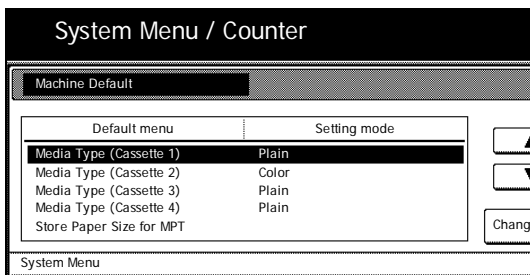 System Menu / Counter
Machine Default
Default menu Setting mode
Media Type (Cassette 1) Plain
Media Type (Cassette 2) Color
Media Type (Cassette 3) Plain
Media Type (Cassette 4) Plain
Store Paper Size for MPT
Chang
System Menu